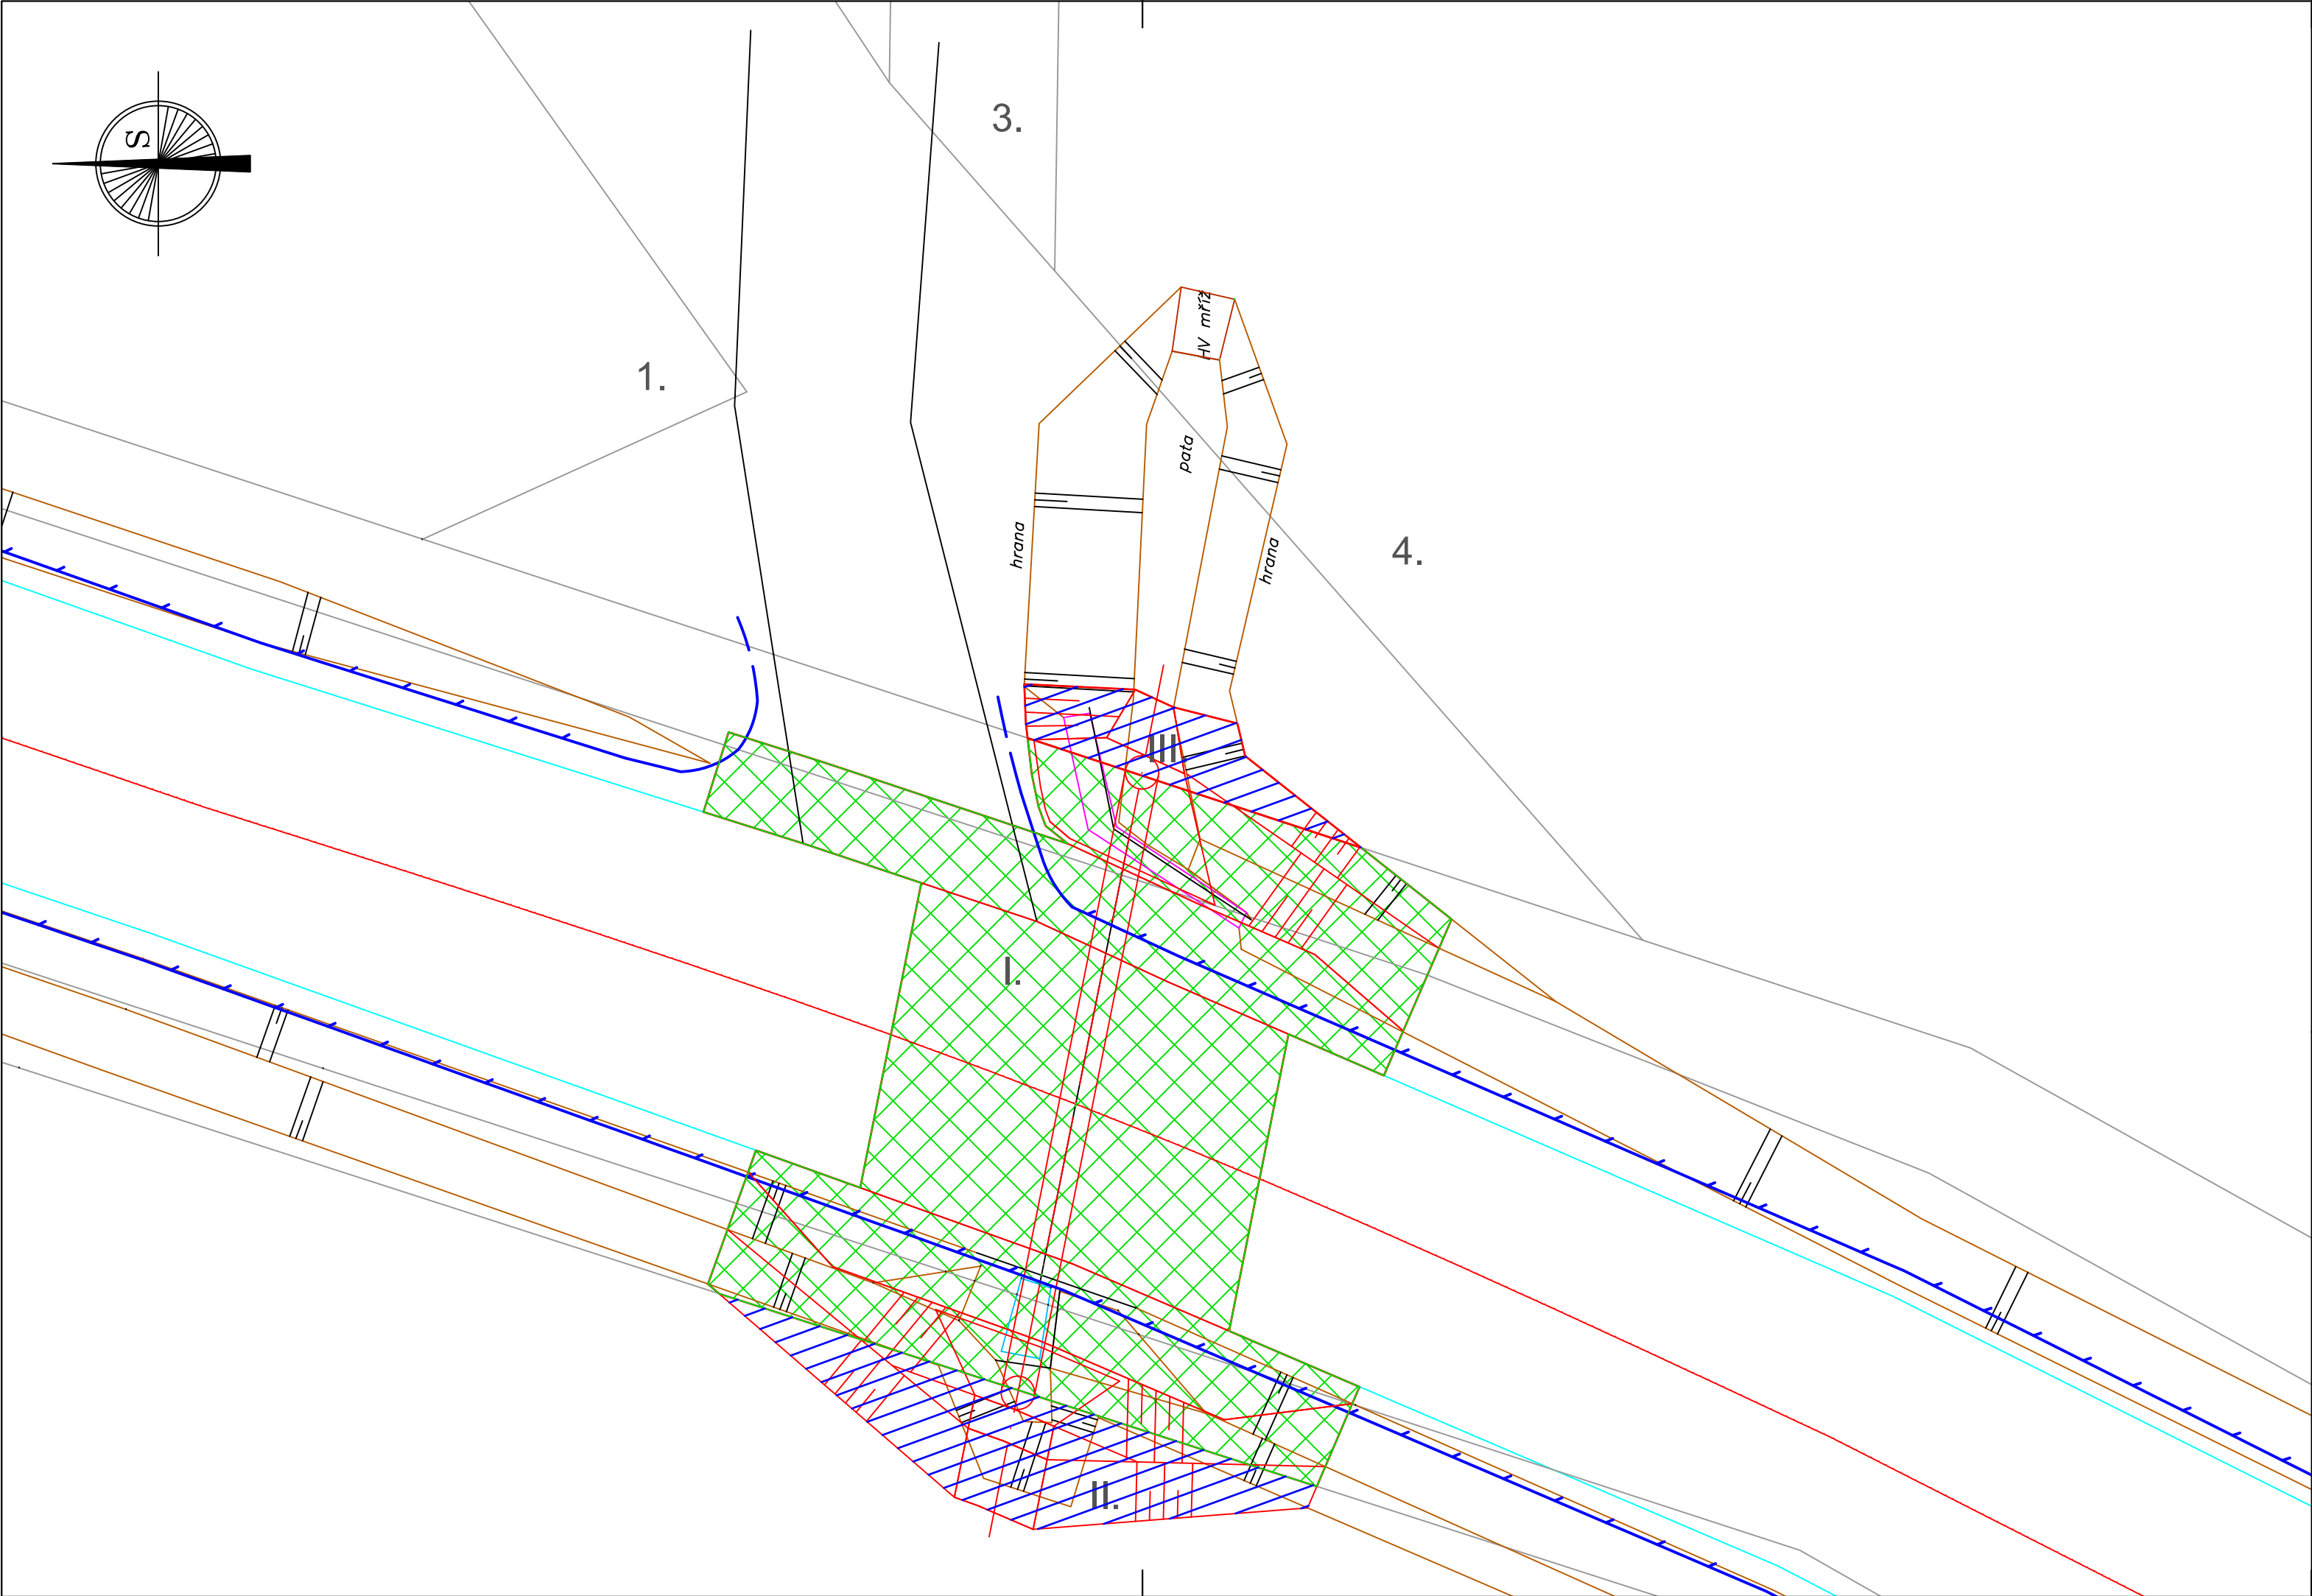 3.
S
HV mříž
1.
pata
hrana
4.
hrana
III.
I.
II.